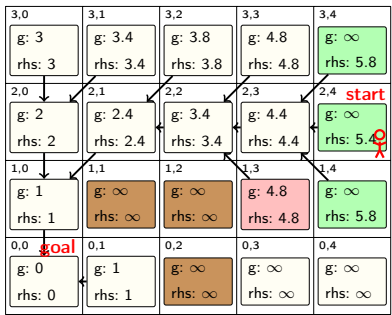 3,0 3,1 3,2 3,3 3,4
g: 3 g: 3.4 g: 3.8 g: 4.8 g: ∞
rhs: 3 rhs: 3.4 rhs: 3.8 rhs: 4.8 rhs: 5.8
2,0 2,1 2,2 2,3 2,4 start
g: 2 g: 2.4 g: 3.4 g: 4.4 g: ∞
rhs: 2 rhs: 2.4 rhs: 3.4 rhs: 4.4 rhs: 5.4
1,0 1,1 1,2 1,3 1,4
g: 1 g: ∞ g: ∞ g: 4.8 g: ∞
rhs: 1 rhs: ∞ rhs: ∞ rhs: 4.8 rhs: 5.8
0,0 goal 0,1 0,2 0,3 0,4
g: 0 g: 1 g: ∞ g: ∞ g: ∞
rhs: 0 rhs: 1 rhs: ∞ rhs: ∞ rhs: ∞